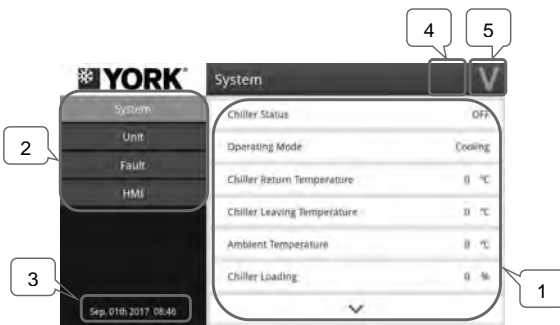 4 5
YORK System V
System
Unit
Fault
HMI
2
3
Sep. 01th 2017 08:46
Chiller Status OFF
Operating Mode Cooling
Chiller Return Temperature 0 ℃
Chiller Leaving Temperature 0 ℃
Ambient Temperature 0 ℃
Chiller Loading 0 %
1